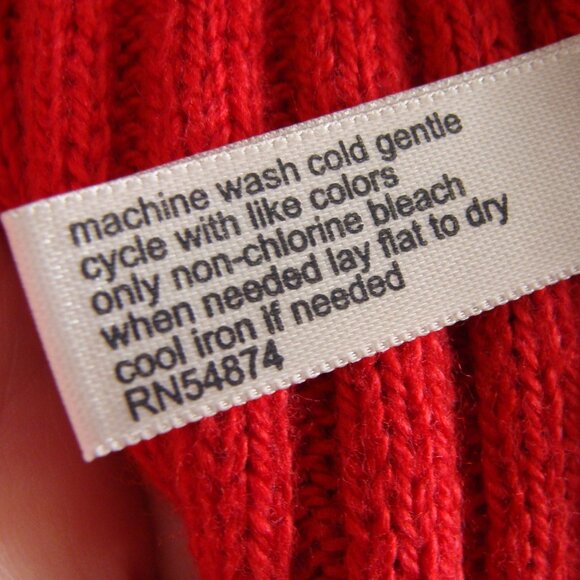 machine wash cold gentle
cycle with like colors
only non-chlorine bleach
when needed lay flat to dry
cool iron if needed
RN54874